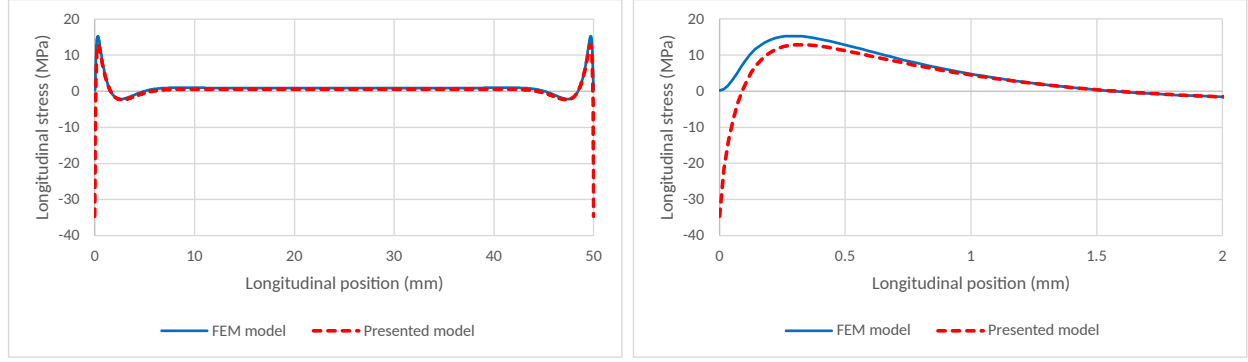 20
10
0
-10
-20
-30
-40
Longitudinal stress (MPa)
0 10 20 30 40 50
Longitudinal position (mm)
FEM model Presented model
20
10
0
-10
-20
-30
-40
Longitudinal stress (MPa)
0 0.5 1 1.5 2
Longitudinal position (mm)
FEM model Presented model